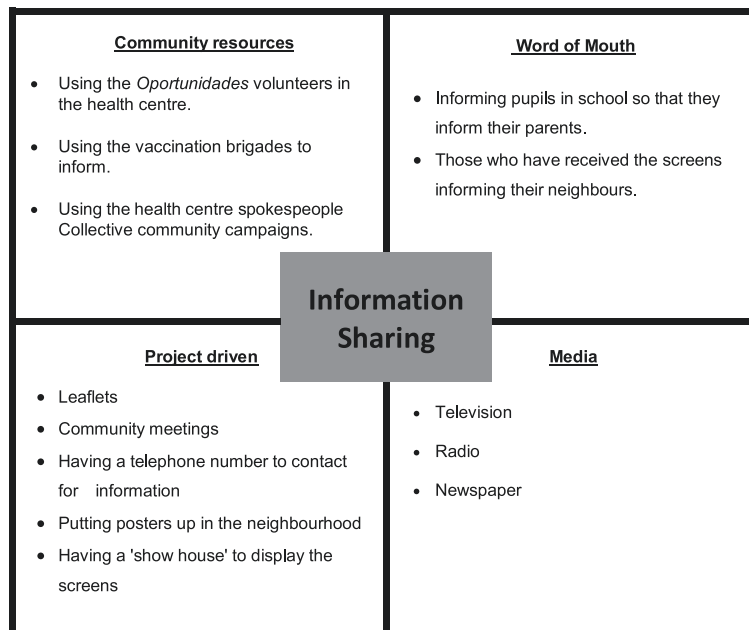 Community resources
• Using the Oportunidades volunteers in
the health centre.
• Using the vaccination brigades to
inform.
• Using the health centre spokespeople
Collective community campaigns.
Word of Mouth
• Informing pupils in school so that they
inform their parents.
• Those who have received the screens
informing their neighbours.
Information
Sharing
Project driven
• Leaflets
• Community meetings
• Having a telephone number to contact
for information
• Putting posters up in the neighbourhood
• Having a 'show house' to display the
screens
Media
• Television
• Radio
• Newspaper